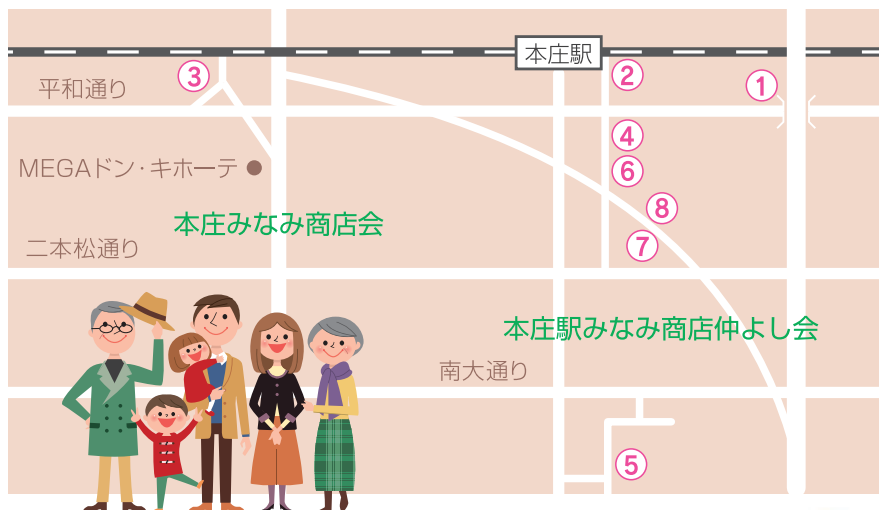 本庄駅
③
②
①
平和通り
④
MEGAドン・キホーテ
⑥
⑧
本庄みなみ商店会
二本松通り
⑦
本庄駅みなみ商店仲よし会
南大通り
⑤